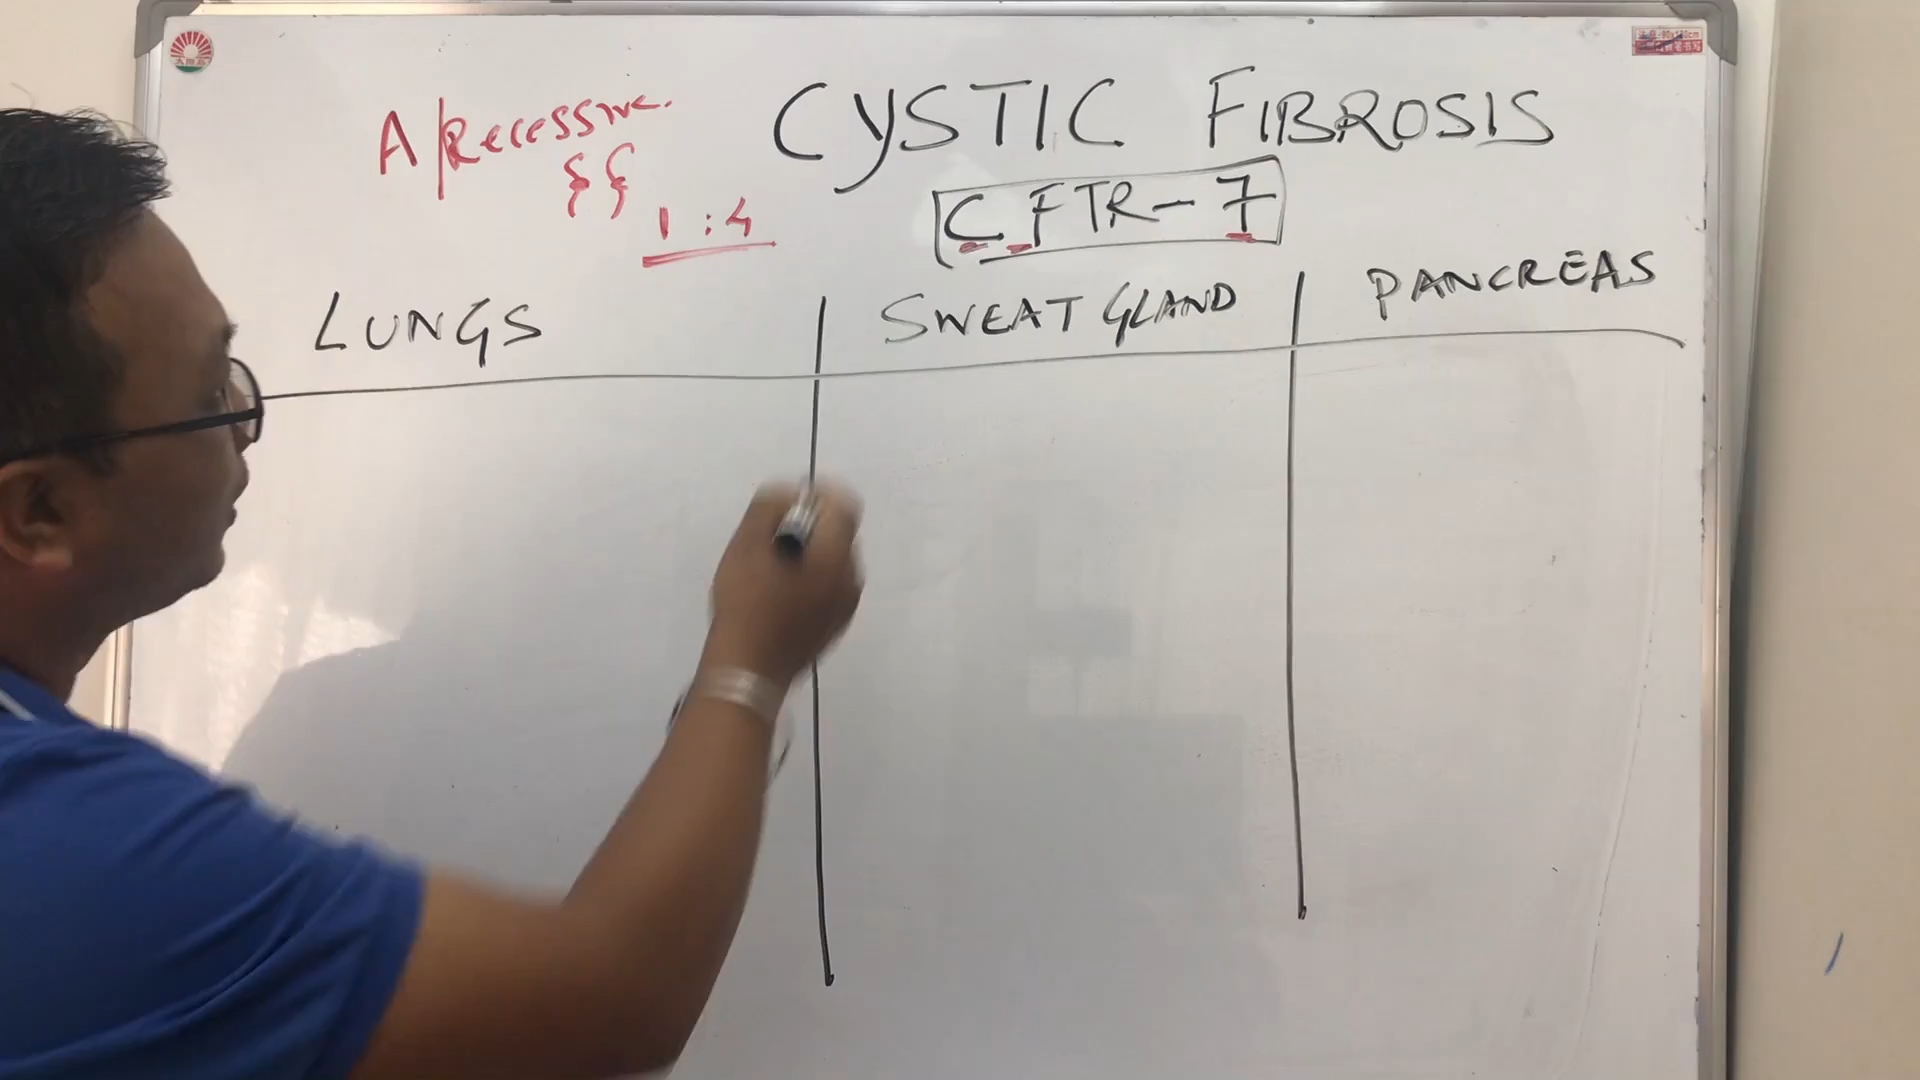 A/Recessive.
1:4
CYSTIC FIBROSIS
CFTR-7
LUNGS
SWEAT GLAND
PANCREAS